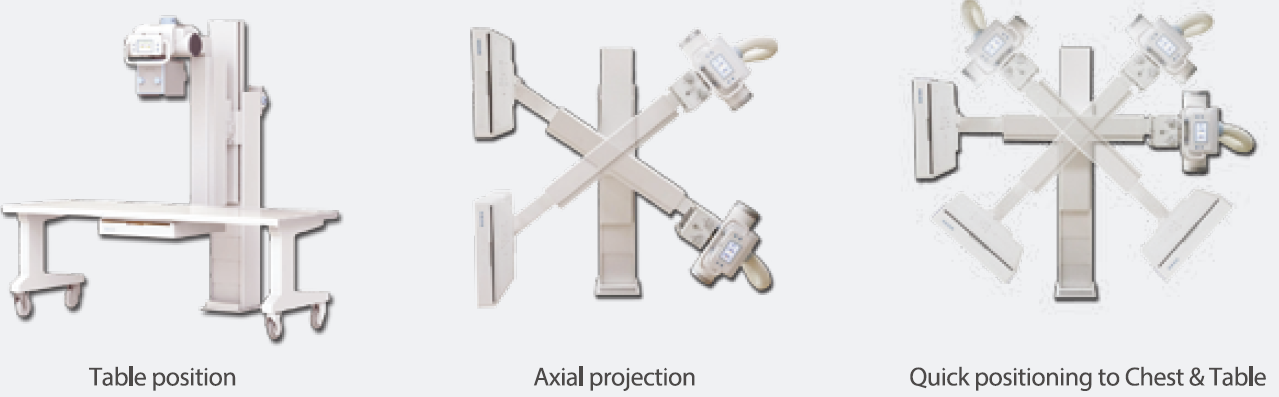 Table position
Axial projection
Quick positioning to Chest & Table